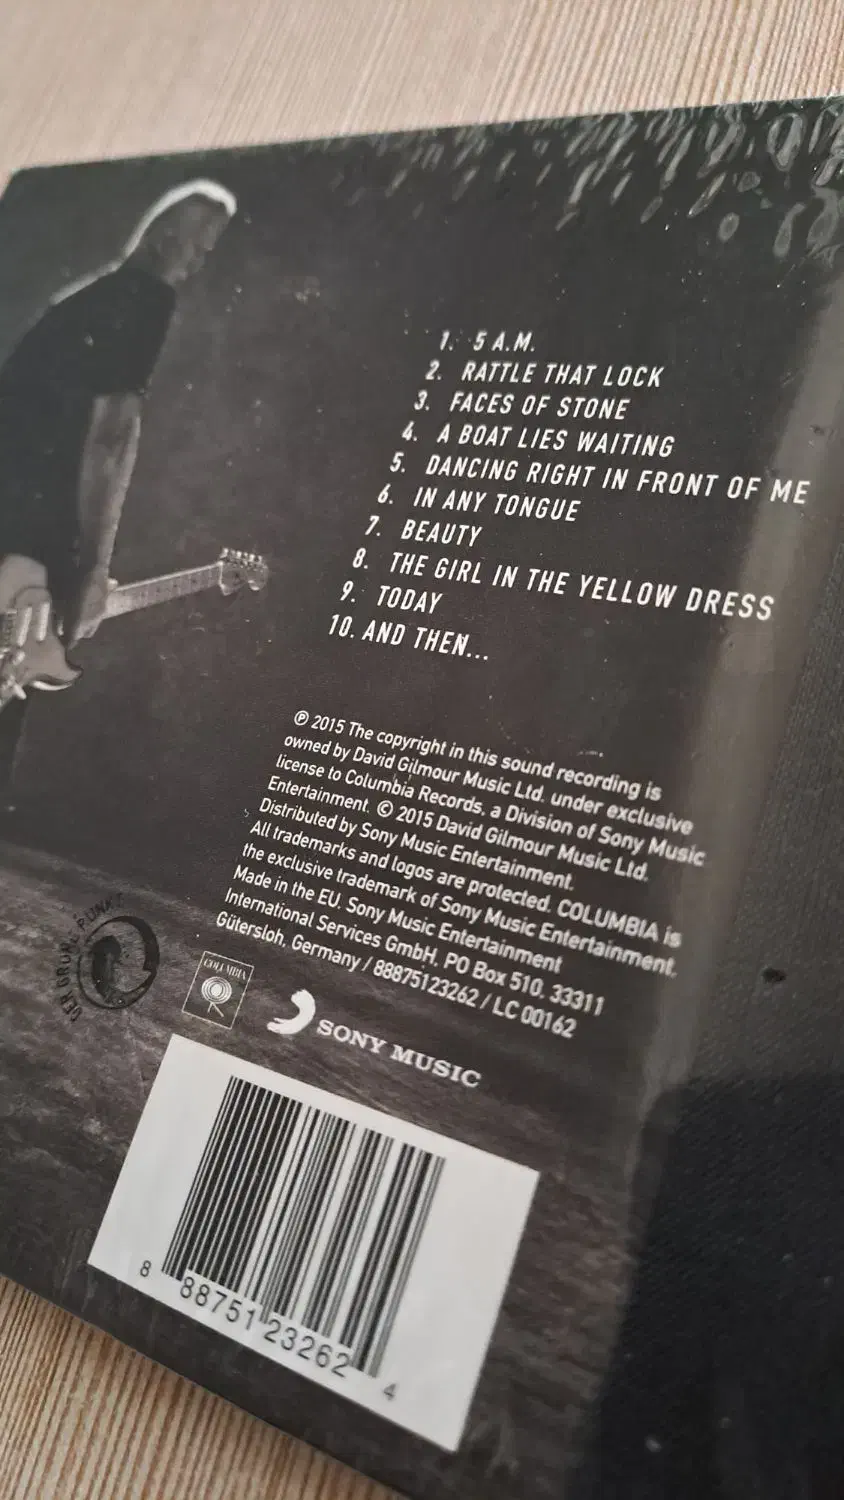 1. 5 A.M.
2. RATTLE THAT LOCK
3. FACES OF STONE
4. A BOAT LIES WAITING
5. DANCING RIGHT IN FRONT OF ME
6. IN ANY TONGUE
7. BEAUTY
8. THE GIRL IN THE YELLOW DRESS
9. TODAY
10. AND THEN...
℗ 2015 The copyright in this sound recording is
owned by David Gilmour Music Ltd. under exclusive
license to Columbia Records, a Division of Sony Music
Entertainment. © 2015 David Gilmour Music Ltd.
Distributed by Sony Music Entertainment.
All trademarks and logos are protected. COLUMBIA is
the exclusive trademark of Sony Music Entertainment.
Made in the EU. Sony Music Entertainment
International Services GmbH, PO Box 510, 33311
Gütersloh, Germany / 88875123262 / LC 00162
DER GRÜNE PUNKT
COLUMBIA
SONY MUSIC
8 88751 23262 4